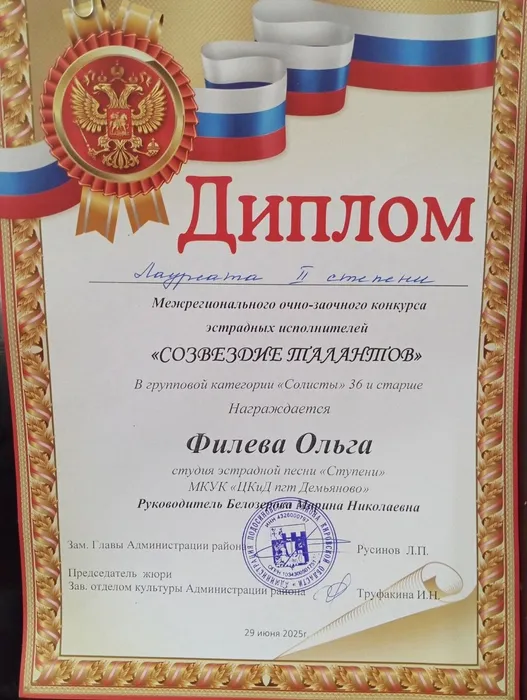 Диплом
Лауреата II степени
Межрегионального очно-заочного конкурса
эстрадных исполнителей
«СОЗВЕЗДИЕ ТАЛАНТОВ»
В групповой категории «Солисты» 36 и старше
Награждается
Филева Ольга
студия эстрадной песни «Ступени»
МКУК «ЦКиД пгт Демьяново»
Руководитель Белозерова Марина Николаевна
Зам. Главы Администрации района Русинов Л.П.
Председатель жюри
Зав. отделом культуры Администрации района Труфакина И.Н.
29 июня 2025г.